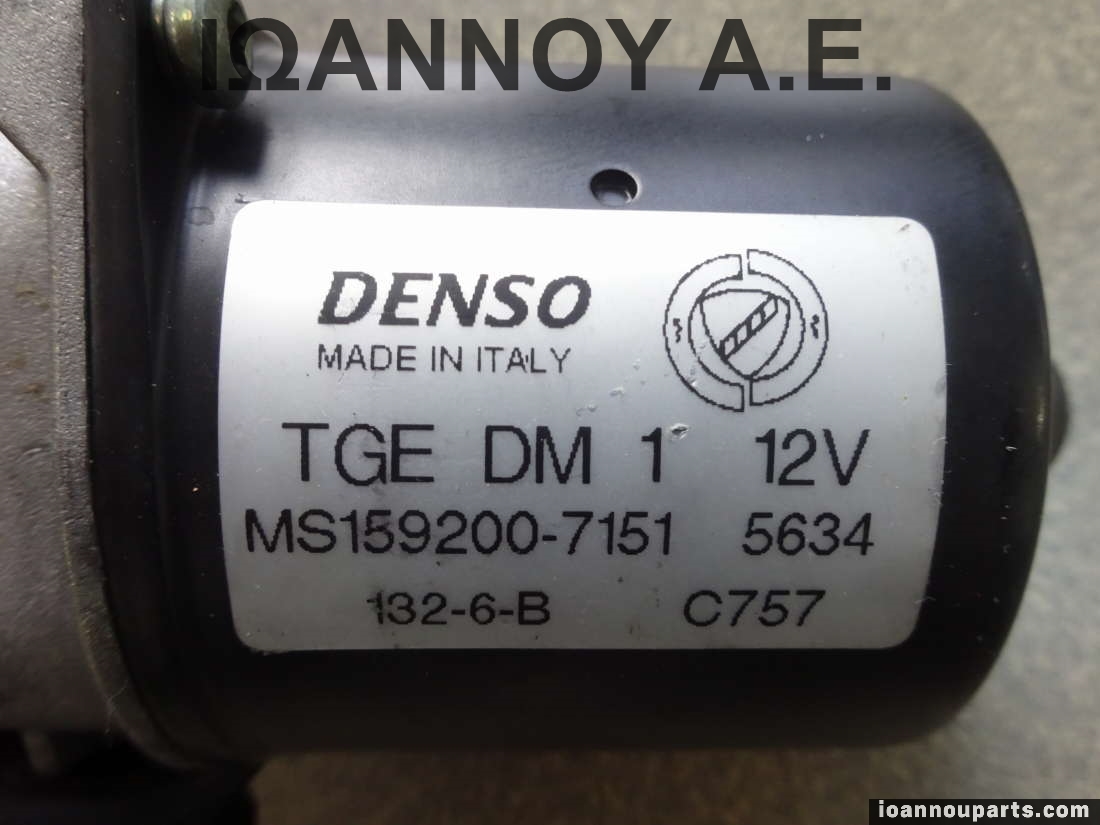 ΙΩΑΝΝΟΥ Α.Ε.
DENSO
MADE IN ITALY
TGE DM 1 12V
MS159200-7151 5634
132-6-B C757
ioannouparts.com